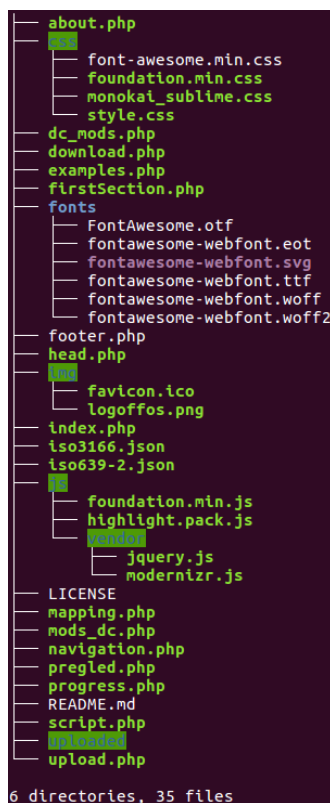 ├── about.php
├── css
│   ├── font-awesome.min.css
│   ├── foundation.min.css
│   ├── monokai_sublime.css
│   └── style.css
├── dc_mods.php
├── download.php
├── examples.php
├── firstSection.php
├── fonts
│   ├── FontAwesome.otf
│   ├── fontawesome-webfont.eot
│   ├── fontawesome-webfont.svg
│   ├── fontawesome-webfont.ttf
│   ├── fontawesome-webfont.woff
│   └── fontawesome-webfont.woff2
├── footer.php
├── head.php
├── img
│   ├── favicon.ico
│   └── logoffos.png
├── index.php
├── iso3166.json
├── iso639-2.json
├── js
│   ├── foundation.min.js
│   ├── highlight.pack.js
│   └── vendor
│       ├── jquery.js
│       └── modernizr.js
├── LICENSE
├── mapping.php
├── mods_dc.php
├── navigation.php
├── pregled.php
├── progress.php
├── README.md
├── script.php
├── uploaded
└── upload.php
6 directories, 35 files